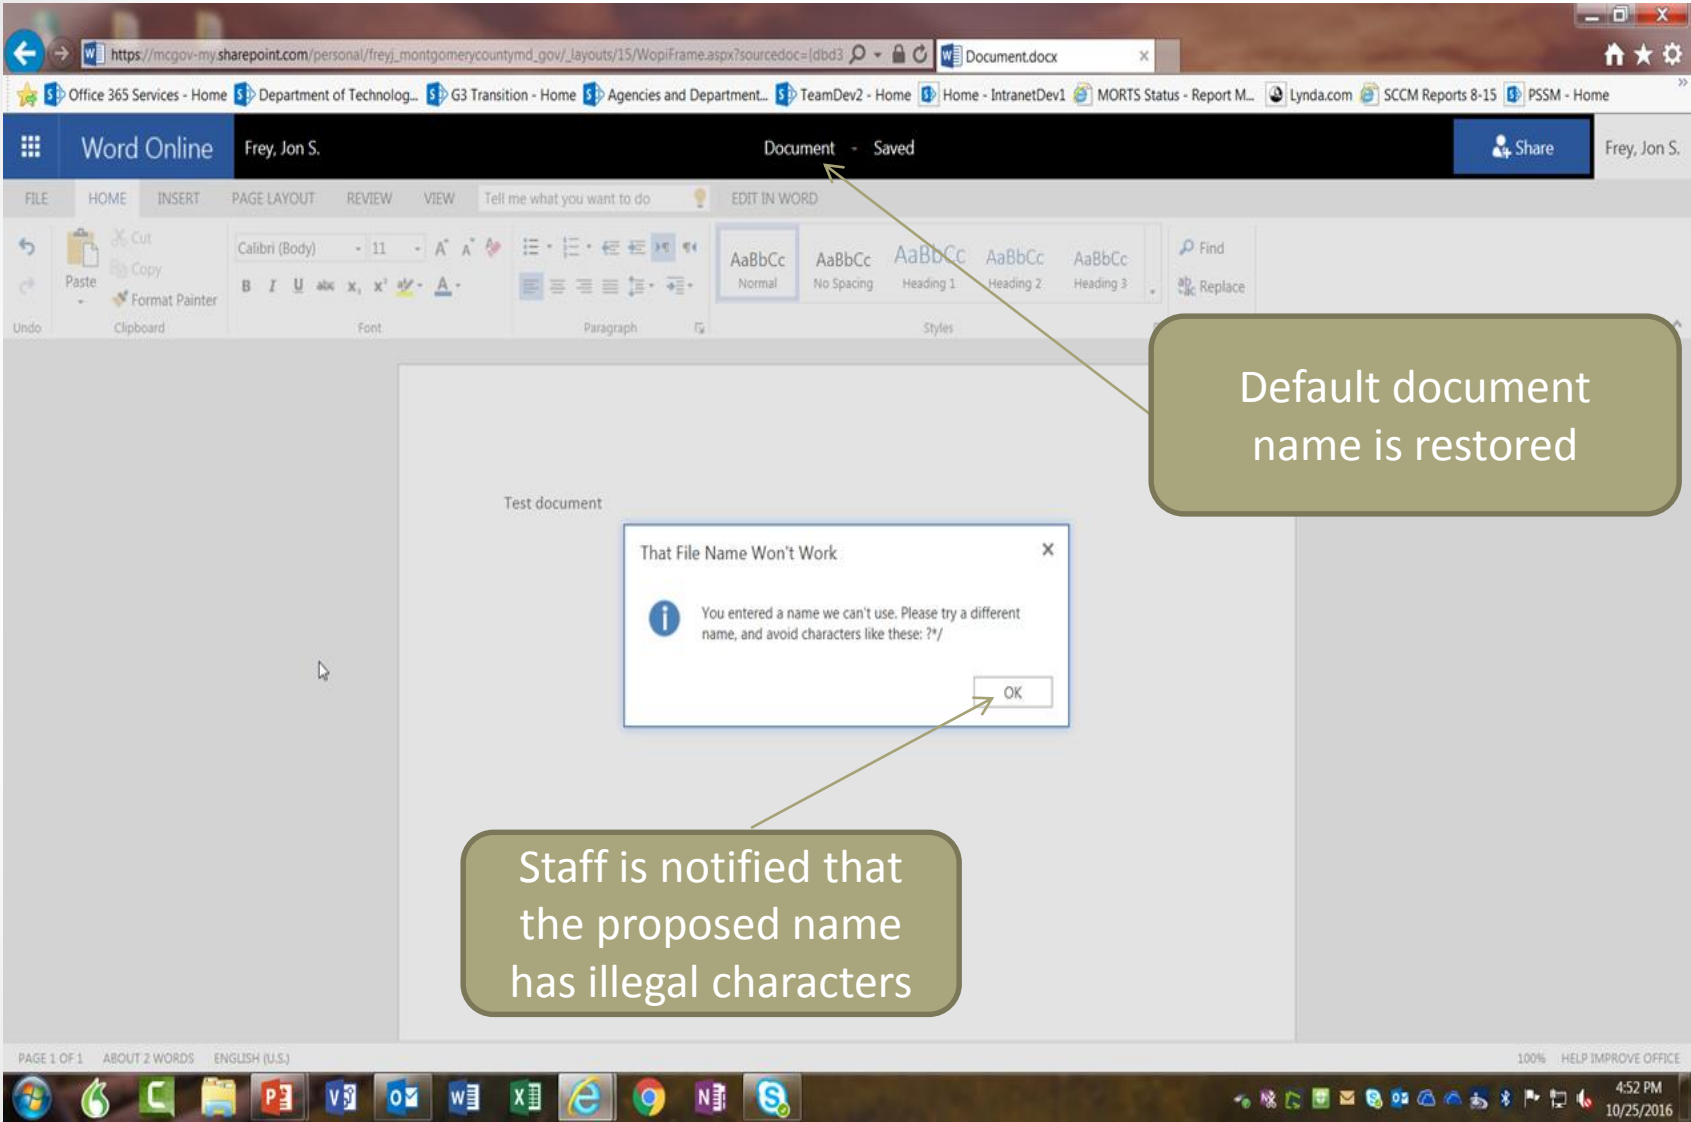 https://mcgov-my.sharepoint.com/personal/freyj_montgomerycountymd_gov/_layouts/15/WopiFrame.aspx?sourcedoc={dbd3
Document.docx
Office 365 Services - Home
Department of Technolog...
G3 Transition - Home
Agencies and Department...
TeamDev2 - Home
Home - IntranetDev1
MORTS Status - Report M...
Lynda.com
SCCM Reports 8-15
PSSM - Home
Word Online
Frey, Jon S.
Document - Saved
Share
Frey, Jon S.
FILE HOME INSERT PAGE LAYOUT REVIEW VIEW Tell me what you want to do EDIT IN WORD
Paste
Cut
Copy
Format Painter
Calibri (Body) 11
B I U abc x, x²
AaBbCc AaBbCc AaBbCc AaBbCc AaBbCc
Normal No Spacing Heading 1 Heading 2 Heading 3
Find
Replace
Undo Clipboard Font Paragraph Styles
Default document
name is restored
Test document
That File Name Won't Work
You entered a name we can't use. Please try a different
name, and avoid characters like these: ?*/
OK
Staff is notified that
the proposed name
has illegal characters
PAGE 1 OF 1 ABOUT 2 WORDS ENGLISH (U.S.)
100% HELP IMPROVE OFFICE
4:52 PM
10/25/2016